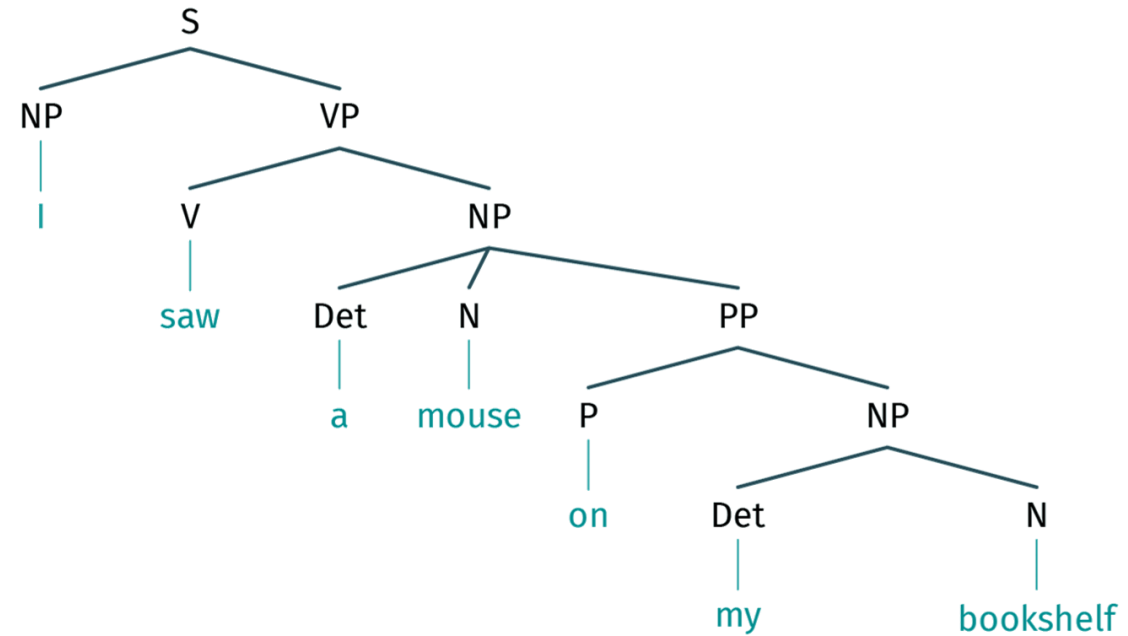 S
NP VP
I V NP
saw Det N PP
a mouse P NP
on Det N
my bookshelf